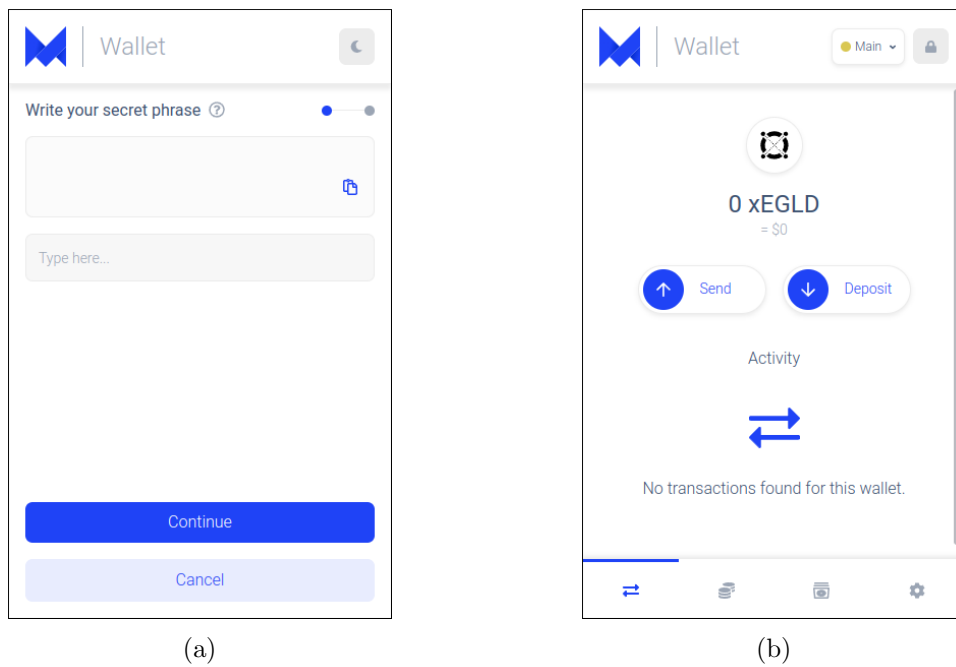 Wallet
Write your secret phrase
Type here...
Continue
Cancel
(a)
Wallet
Main
0 xEGLD
= $0
Send
Deposit
Activity
No transactions found for this wallet.
(b)